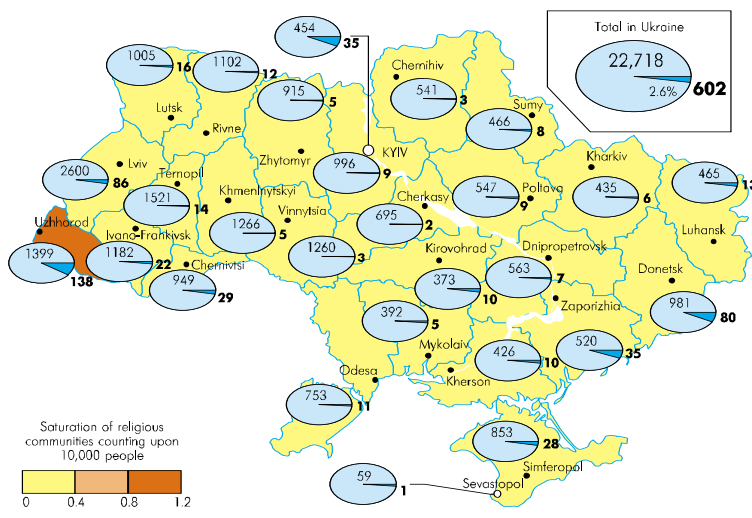 454
35
Total in Ukraine
22,718
2.6%
602
1005
16
1102
12
915
5
Chernihiv
541
3
Sumy
466
8
Lutsk
Rivne
KYIV
Zhytomyr
996
9
Kharkiv
465
Lviv
2600
86
Ternopil
1521
14
Khmelnytskyi
1266
5
Vinnytsia
Cherkasy
695
2
547
9
Poltava
435
6
Luhansk
Uzhhorod
1399
138
Ivano-Frankivsk
1182
22
Chernivtsi
949
29
1260
3
Kirovohrad
373
10
Dnipropetrovsk
563
7
Zaporizhia
Donetsk
981
80
392
5
Mykolaiv
426
10
Kherson
520
35
Odesa
753
11
853
28
Simferopol
Sevastopol
59
1
Saturation of religious
communities counting upon
10,000 people
0 0.4 0.8 1.2